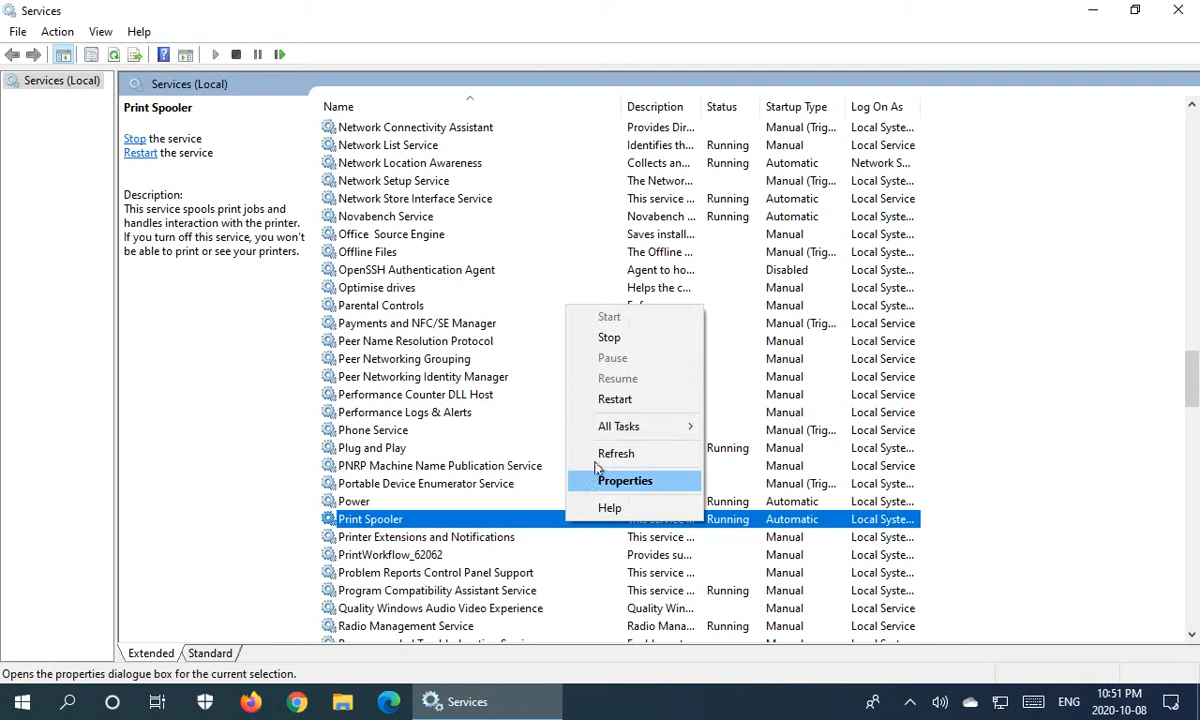 Services
File Action View Help
Services (Local)
Services (Local)
Print Spooler
Stop the service
Restart the service
Description:
This service spools print jobs and
handles interaction with the printer.
If you turn off this service, you won't
be able to print or see your printers.
Name Description Status Startup Type Log On As
Network Connectivity Assistant Provides Dir... Manual (Trig... Local Syste...
Network List Service Identifies th... Running Manual Local Service
Network Location Awareness Collects an... Running Automatic Network S...
Network Setup Service The Networ... Manual (Trig... Local Syste...
Network Store Interface Service This service ... Running Automatic Local Service
Novabench Service Novabench ... Running Automatic Local Syste...
Office Source Engine Saves install... Manual Local Syste...
Offline Files The Offline ... Manual (Trig... Local Syste...
OpenSSH Authentication Agent Agent to ho... Disabled Local Syste...
Optimise drives Helps the c... Manual Local Syste...
Parental Controls Manual Local Syste...
Payments and NFC/SE Manager Manual (Trig... Local Service
Peer Name Resolution Protocol Manual Local Service
Peer Networking Grouping Manual Local Service
Peer Networking Identity Manager Manual Local Service
Performance Counter DLL Host Manual Local Service
Performance Logs & Alerts Manual Local Service
Phone Service Manual (Trig... Local Service
Plug and Play Running Manual Local Syste...
PNRP Machine Name Publication Service Manual Local Service
Portable Device Enumerator Service Manual (Trig... Local Syste...
Power Running Automatic Local Syste...
Print Spooler Running Automatic Local Syste...
Printer Extensions and Notifications This service ... Manual Local Syste...
PrintWorkflow_62062 Provides su... Manual Local Syste...
Problem Reports Control Panel Support This service ... Manual Local Syste...
Program Compatibility Assistant Service This service ... Running Manual Local Syste...
Quality Windows Audio Video Experience Quality Win... Manual Local Service
Radio Management Service Radio Mana... Running Manual Local Service
Start
Stop
Pause
Resume
Restart
All Tasks
Refresh
Properties
Help
Extended Standard
Opens the properties dialogue box for the current selection.
Services
ENG
10:51 PM
2020-10-08